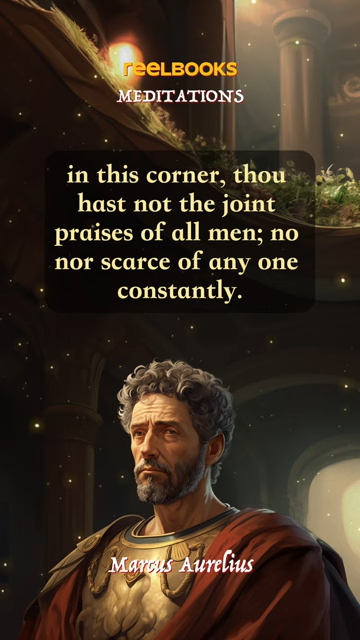 reelbooks
MEDITATIONS
in this corner, thou
hast not the joint
praises of all men; no
nor scarce of any one
constantly.
Marcus Aurelius